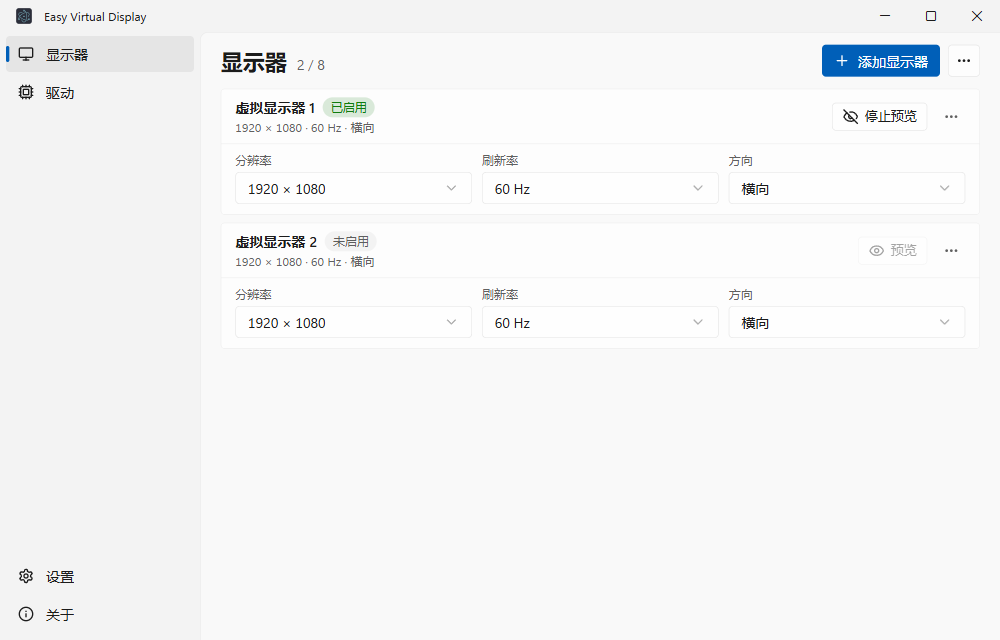 Easy Virtual Display
显示器
驱动
设置
关于
显示器 2 / 8
添加显示器
虚拟显示器 1 已启用
1920 × 1080 · 60 Hz · 横向
停止预览
分辨率 刷新率 方向
1920 × 1080 60 Hz 横向
虚拟显示器 2 未启用
1920 × 1080 · 60 Hz · 横向
预览
分辨率 刷新率 方向
1920 × 1080 60 Hz 横向